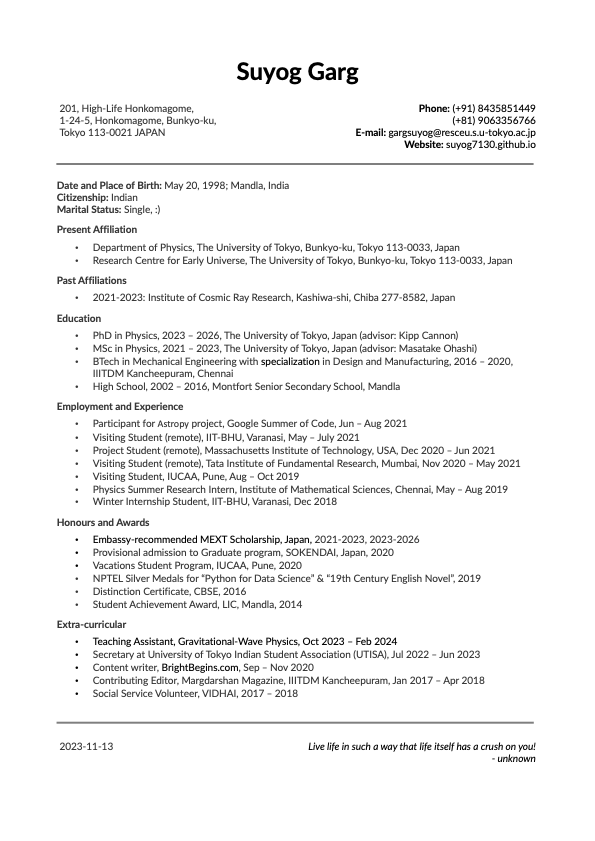 Suyog Garg
201, High-Life Honkomagome,
1-24-5, Honkomagome, Bunkyo-ku,
Tokyo 113-0021 JAPAN
Phone: (+91) 8435851449
(+81) 9063356766
E-mail: gargsuyog@resceu.s.u-tokyo.ac.jp
Website: suyog7130.github.io
Date and Place of Birth: May 20, 1998; Mandla, India
Citizenship: Indian
Marital Status: Single, :)
Present Affiliation
• Department of Physics, The University of Tokyo, Bunkyo-ku, Tokyo 113-0033, Japan
• Research Centre for Early Universe, The University of Tokyo, Bunkyo-ku, Tokyo 113-0033, Japan
Past Affiliations
• 2021-2023: Institute of Cosmic Ray Research, Kashiwa-shi, Chiba 277-8582, Japan
Education
• PhD in Physics, 2023 – 2026, The University of Tokyo, Japan (advisor: Kipp Cannon)
• MSc in Physics, 2021 – 2023, The University of Tokyo, Japan (advisor: Masatake Ohashi)
• BTech in Mechanical Engineering with specialization in Design and Manufacturing, 2016 – 2020,
IIITDM Kancheepuram, Chennai
• High School, 2002 – 2016, Montfort Senior Secondary School, Mandla
Employment and Experience
• Participant for Astropy project, Google Summer of Code, Jun – Aug 2021
• Visiting Student (remote), IIT-BHU, Varanasi, May – July 2021
• Project Student (remote), Massachusetts Institute of Technology, USA, Dec 2020 – Jun 2021
• Visiting Student (remote), Tata Institute of Fundamental Research, Mumbai, Nov 2020 – May 2021
• Visiting Student, IUCAA, Pune, Aug – Oct 2019
• Physics Summer Research Intern, Institute of Mathematical Sciences, Chennai, May – Aug 2019
• Winter Internship Student, IIT-BHU, Varanasi, Dec 2018
Honours and Awards
• Embassy-recommended MEXT Scholarship, Japan, 2021-2023, 2023-2026
• Provisional admission to Graduate program, SOKENDAI, Japan, 2020
• Vacations Student Program, IUCAA, Pune, 2020
• NPTEL Silver Medals for “Python for Data Science” & “19th Century English Novel”, 2019
• Distinction Certificate, CBSE, 2016
• Student Achievement Award, LIC, Mandla, 2014
Extra-curricular
• Teaching Assistant, Gravitational-Wave Physics, Oct 2023 – Feb 2024
• Secretary at University of Tokyo Indian Student Association (UTISA), Jul 2022 – Jun 2023
• Content writer, BrightBegins.com, Sep – Nov 2020
• Contributing Editor, Margdarshan Magazine, IIITDM Kancheepuram, Jan 2017 – Apr 2018
• Social Service Volunteer, VIDHAI, 2017 – 2018
2023-11-13
Live life in such a way that life itself has a crush on you!
- unknown